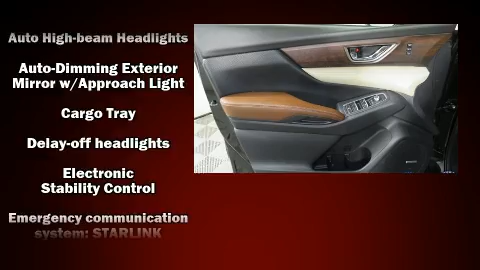 Auto High-beam Headlights
Auto-Dimming Exterior
Mirror w/Approach Light
Cargo Tray
Delay-off headlights
Electronic
Stability Control
Emergency communication
system: STARLINK